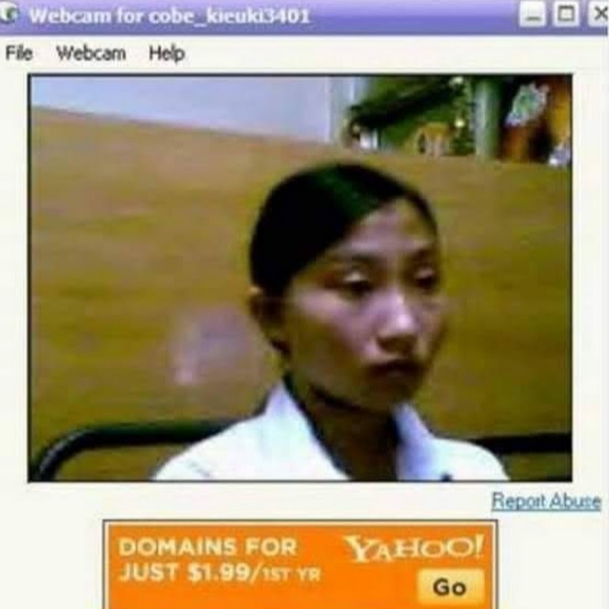 Webcam for cobe_kieuki3401
File Webcam Help
Report Abuse
DOMAINS FOR
JUST $1.99/1ST YR
YAHOO!
Go